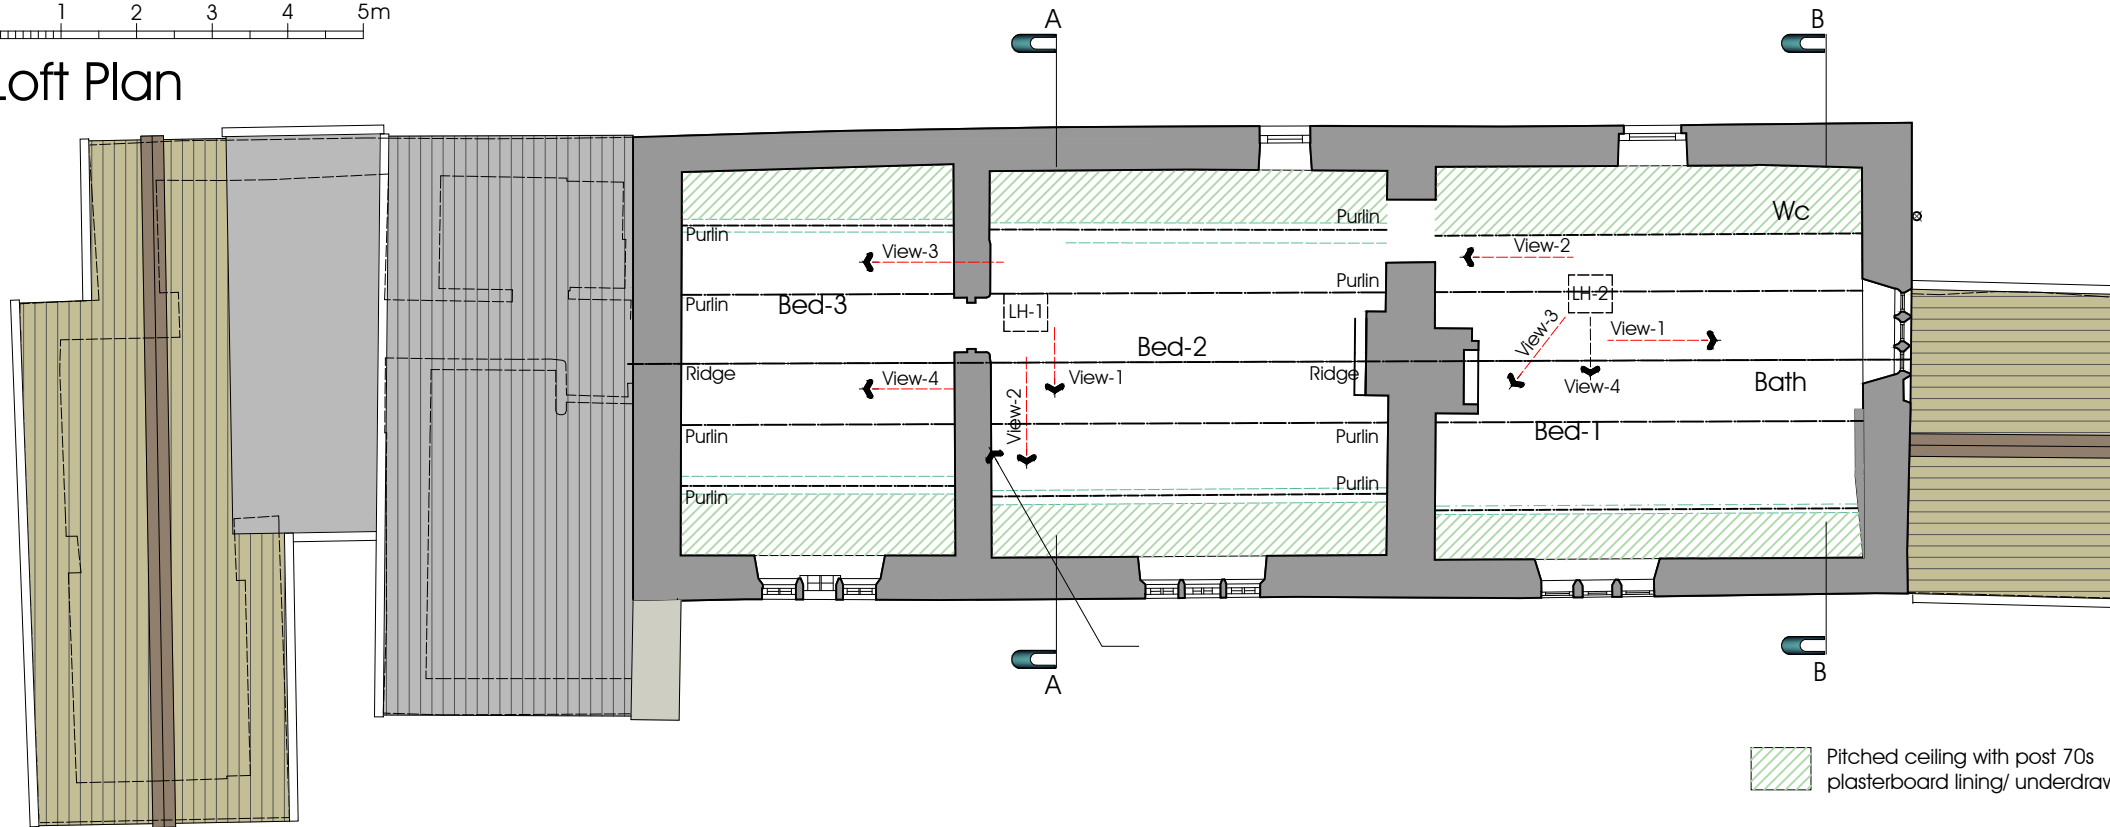 1 2 3 4 5m
Loft Plan
A B
Wc
Purlin
Purlin
View-3 View-2
Purlin
Purlin Bed-3 LH-1 LH-2
View-3 View-1
Bed-2
Ridge View-4 View-1 Ridge View-4 Bath
View-2
Purlin Purlin Bed-1
Purlin Purlin
A B
Pitched ceiling with post 70s
plasterboard lining/ underdraw